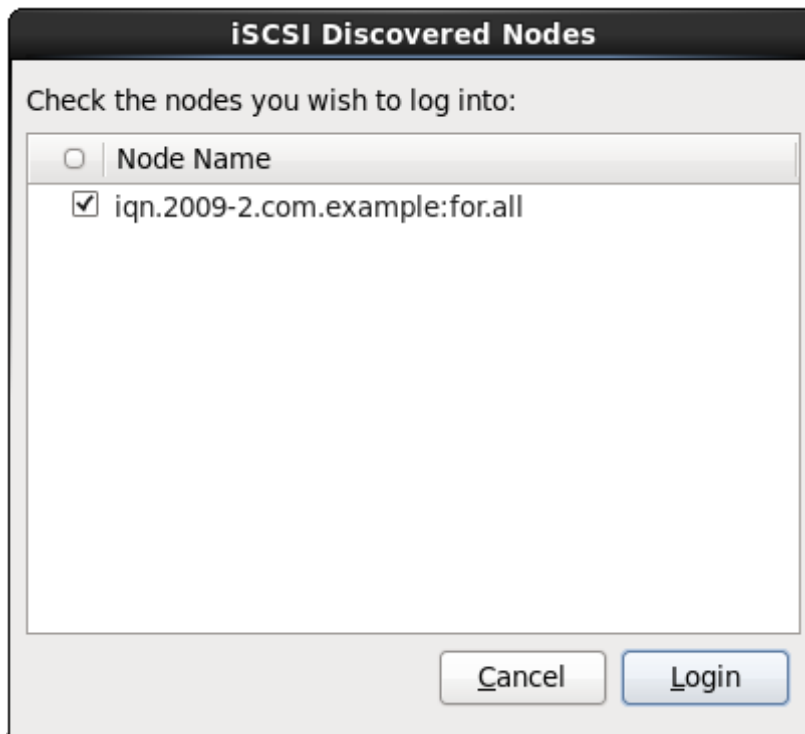 iSCSI Discovered Nodes
Check the nodes you wish to log into:
Node Name
iqn.2009-2.com.example:for.all
Cancel Login